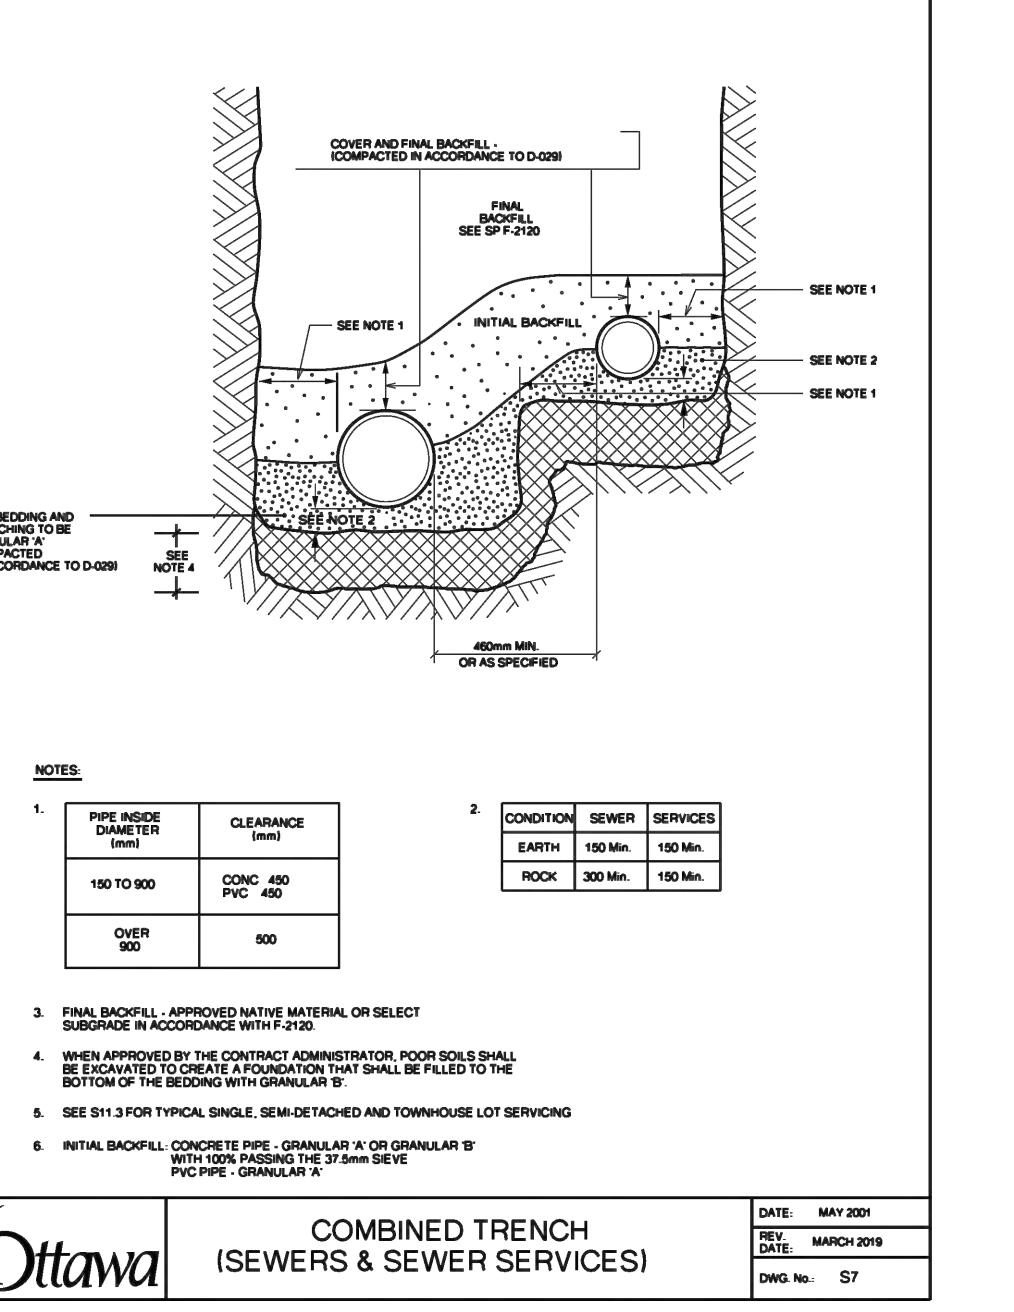 COVER AND FINAL BACKFILL -
(COMPACTED IN ACCORDANCE TO D-029)
FINAL
BACKFILL
SEE SP F-2120
SEE NOTE 1
INITIAL BACKFILL
SEE NOTE 1
SEE NOTE 2
SEE NOTE 1
SEE NOTE 2
BEDDING AND
CHING TO BE
ULAR 'A'
PACTED
CORDANCE TO D-029)
SEE
NOTE 4
460mm MIN.
OR AS SPECIFIED
NOTES:
1.
PIPE INSIDE
DIAMETER
(mm)
CLEARANCE
(mm)
150 TO 900
CONC 450
PVC 450
OVER
900
500
2.
CONDITION SEWER SERVICES
EARTH 150 Min. 150 Min.
ROCK 300 Min. 150 Min.
3. FINAL BACKFILL - APPROVED NATIVE MATERIAL OR SELECT
SUBGRADE IN ACCORDANCE WITH F-2120.
4. WHEN APPROVED BY THE CONTRACT ADMINISTRATOR, POOR SOILS SHALL
BE EXCAVATED TO CREATE A FOUNDATION THAT SHALL BE FILLED TO THE
BOTTOM OF THE BEDDING WITH GRANULAR 'B'.
5. SEE S11.3 FOR TYPICAL SINGLE, SEMI-DETACHED AND TOWNHOUSE LOT SERVICING
6. INITIAL BACKFILL: CONCRETE PIPE - GRANULAR 'A' OR GRANULAR 'B'
WITH 100% PASSING THE 37.5mm SIEVE
PVC PIPE - GRANULAR 'A'
Ottawa
COMBINED TRENCH
(SEWERS & SEWER SERVICES)
DATE: MAY 2001
REV.
DATE: MARCH 2019
DWG. No.: S7